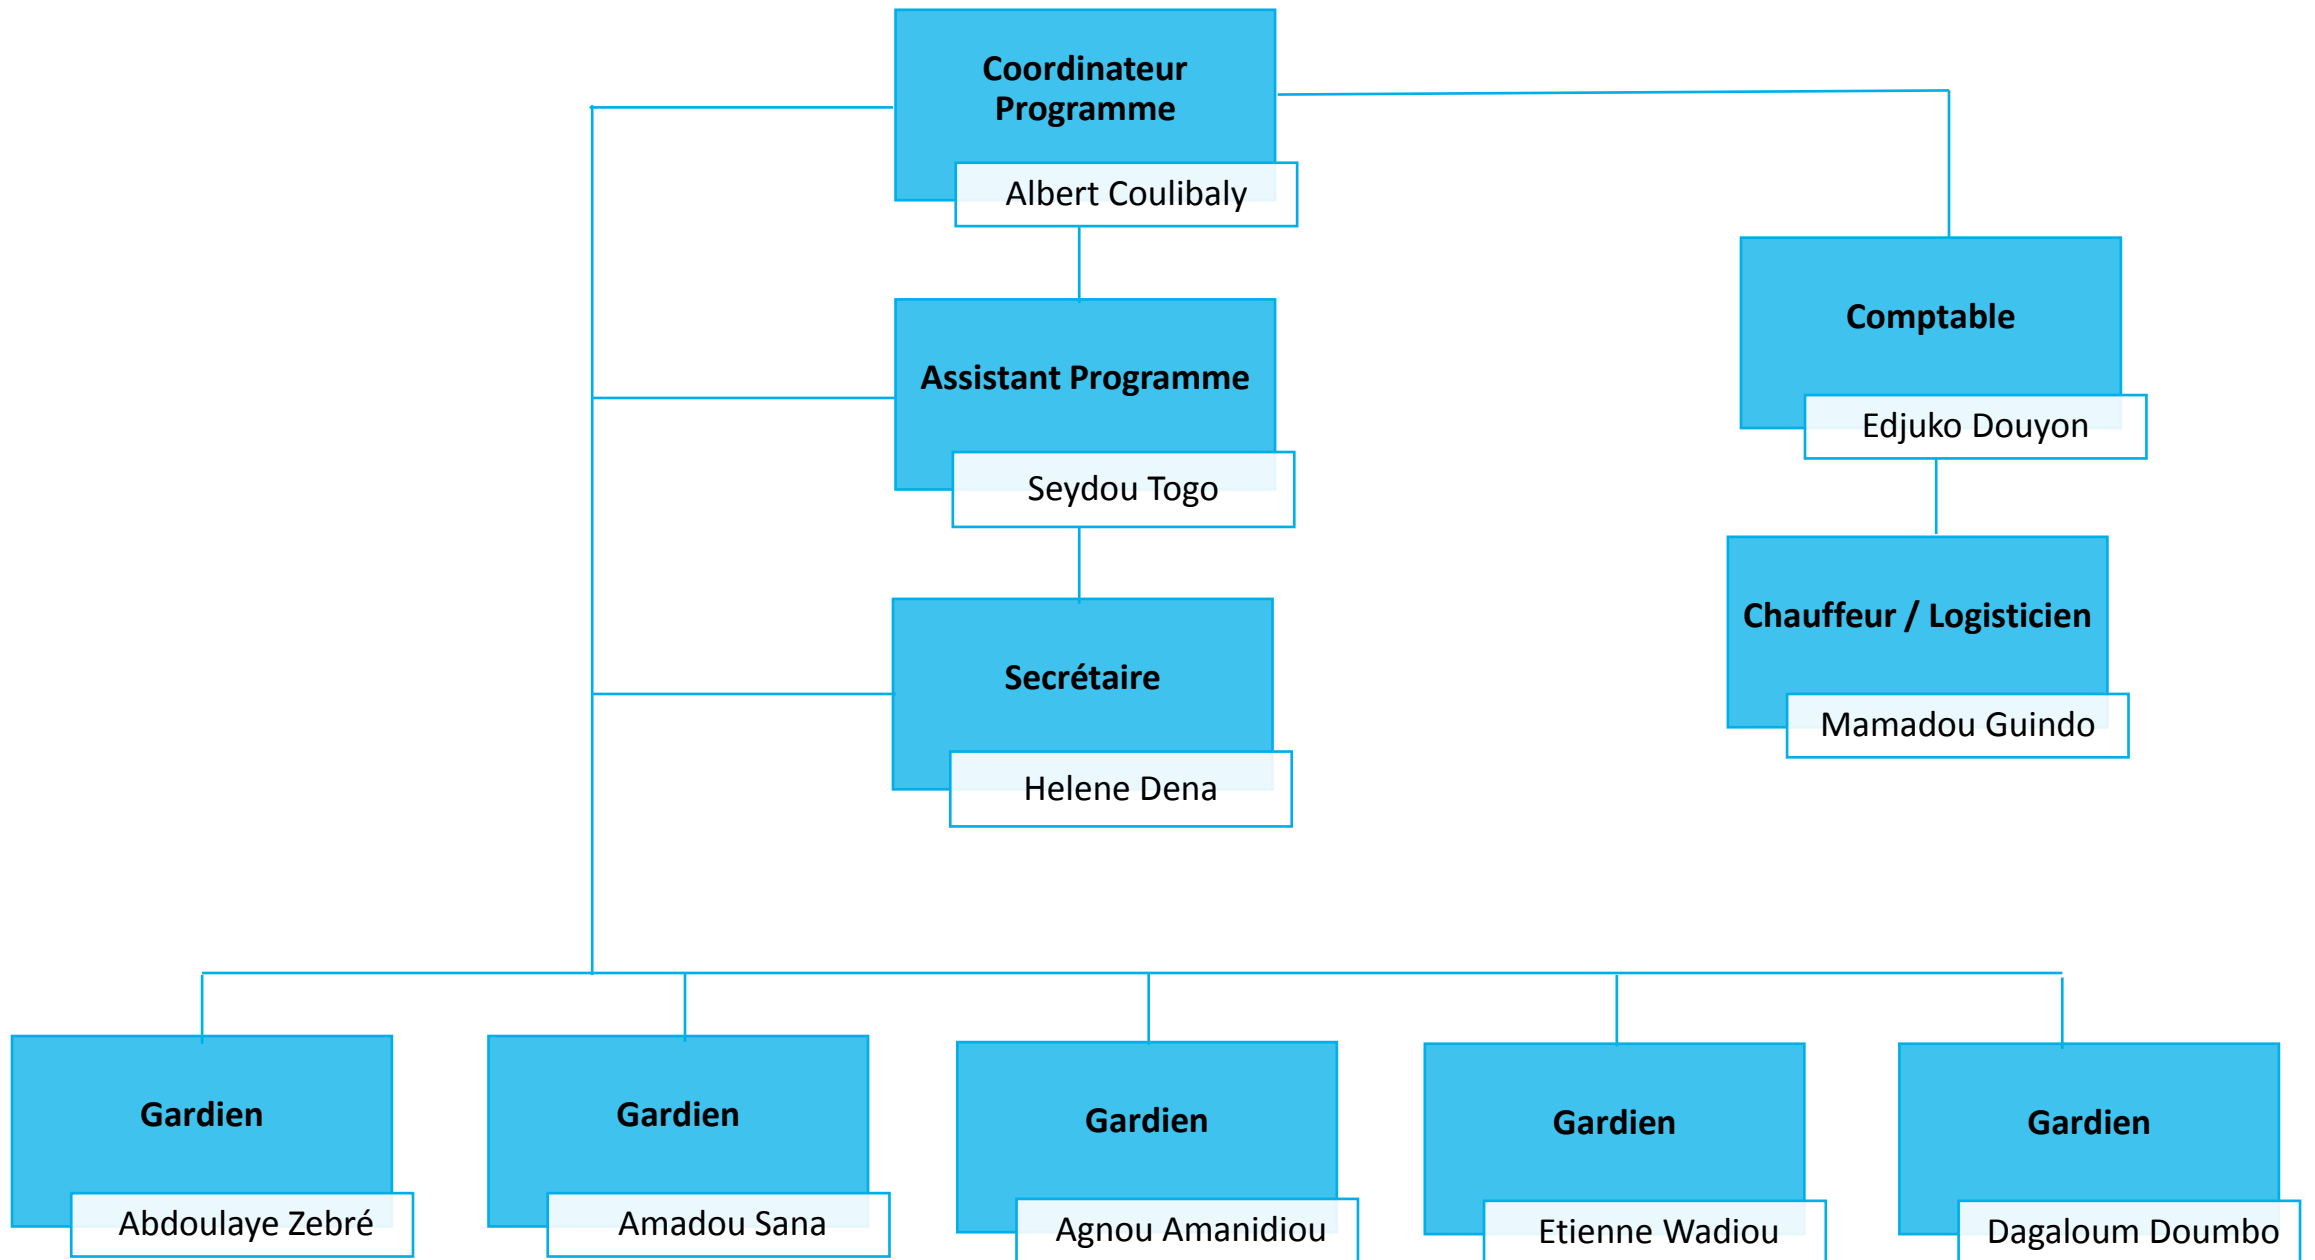 Coordinateur
Programme
Albert Coulibaly
Assistant Programme
Seydou Togo
Secrétaire
Helene Dena
Comptable
Edjuko Douyon
Chauffeur / Logisticien
Mamadou Guindo
Gardien
Abdoulaye Zebré
Gardien
Amadou Sana
Gardien
Agnou Amanidiou
Gardien
Etienne Wadiou
Gardien
Dagaloum Doumbo